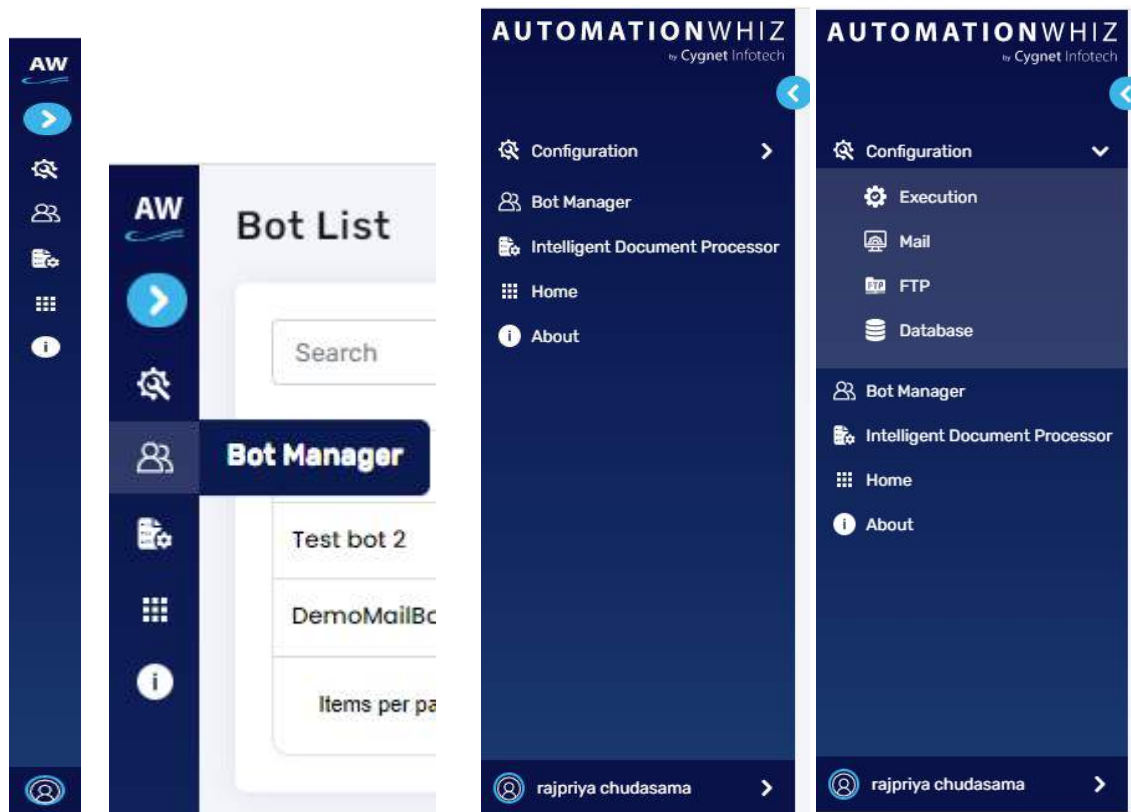 AW
AW
Bot List
Search
Bot Manager
Test bot 2
DemoMailBo
Items per pa
AUTOMATIONWHIZ
by Cygnet Infotech
Configuration
Bot Manager
Intelligent Document Processor
Home
About
rajpriya chudasama
AUTOMATIONWHIZ
by Cygnet Infotech
Configuration
Execution
Mail
FTP
FTP
Database
Bot Manager
Intelligent Document Processor
Home
About
rajpriya chudasama